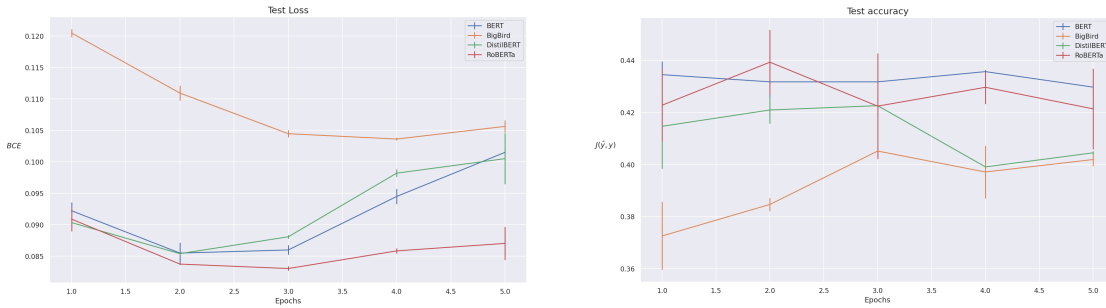 Test Loss
BERT
BigBird
DistilBERT
RoBERTa
0.120
0.115
0.110
0.105
0.100
0.095
0.090
0.085
BCE
1.0 1.5 2.0 2.5 3.0 3.5 4.0 4.5 5.0
Epochs
Test accuracy
BERT
BigBird
DistilBERT
RoBERTa
0.44
0.42
0.40
0.38
0.36
J(ŷ, y)
1.0 1.5 2.0 2.5 3.0 3.5 4.0 4.5 5.0
Epochs